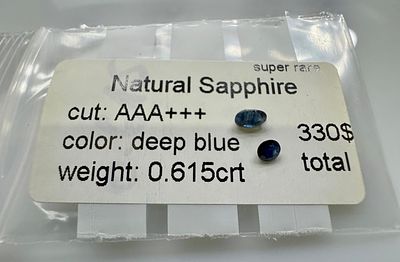 super rare
Natural Sapphire
cut: AAA+++
color: deep blue
weight: 0.615crt
330$
total